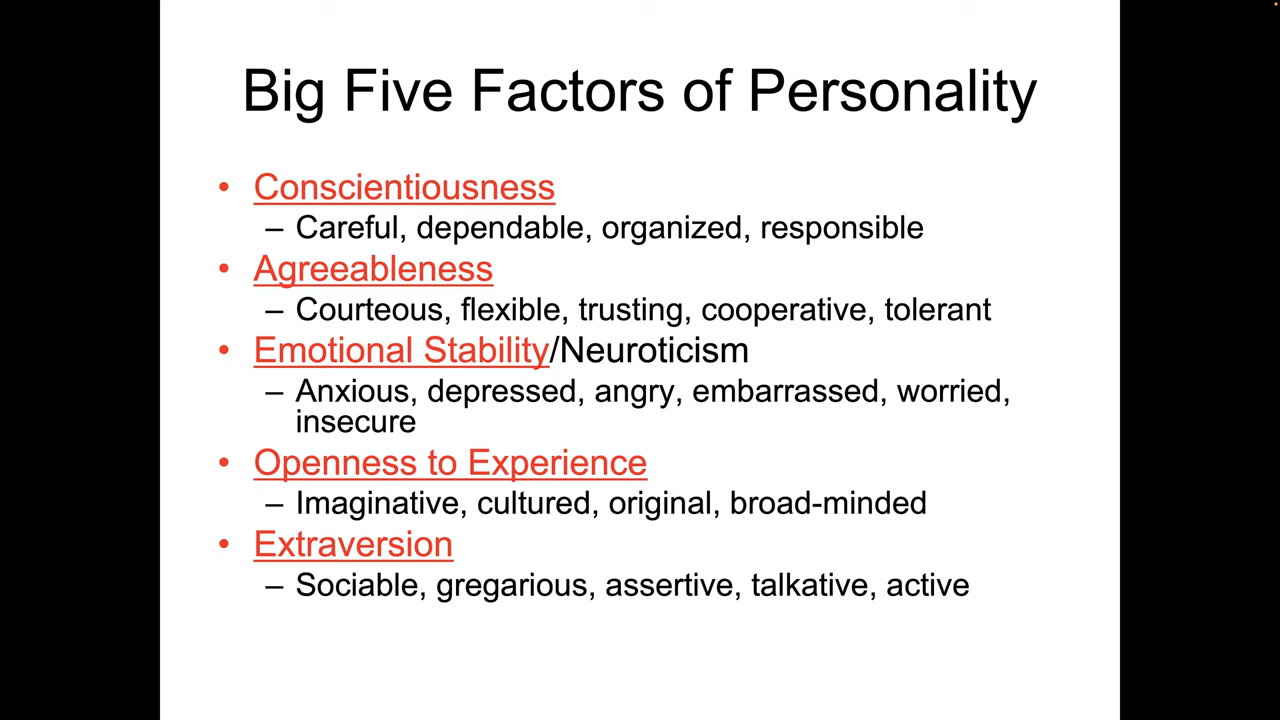 Big Five Factors of Personality
• Conscientiousness
– Careful, dependable, organized, responsible
• Agreeableness
– Courteous, flexible, trusting, cooperative, tolerant
• Emotional Stability/Neuroticism
– Anxious, depressed, angry, embarrassed, worried,
insecure
• Openness to Experience
– Imaginative, cultured, original, broad-minded
• Extraversion
– Sociable, gregarious, assertive, talkative, active